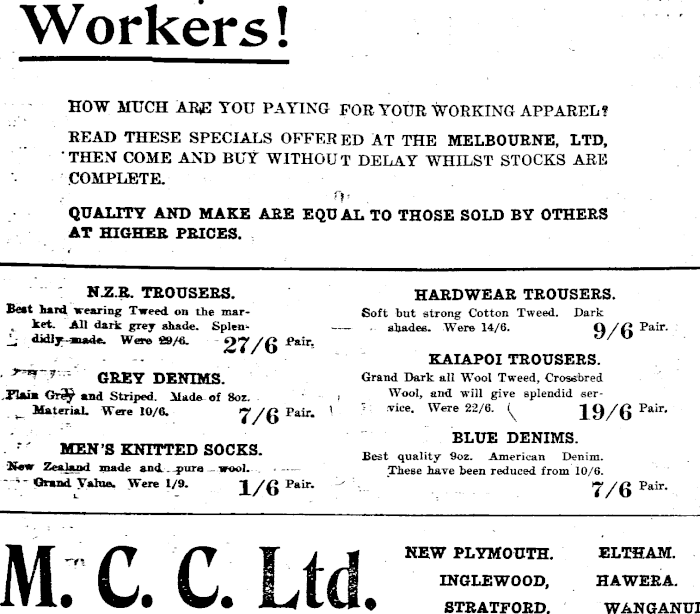 Workers!
HOW MUCH ARE YOU PAYING FOR YOUR WORKING APPAREL?
READ THESE SPECIALS OFFERED AT THE MELBOURNE, LTD,
THEN COME AND BUY WITHOUT DELAY WHILST STOCKS ARE
COMPLETE.
QUALITY AND MAKE ARE EQUAL TO THOSE SOLD BY OTHERS
AT HIGHER PRICES.
N.Z.R. TROUSERS.
Best hard wearing Tweed on the mar-
ket. All dark grey shade. Splen-
didly made. Were 29/6. 27/6 Pair.
GREY DENIMS.
Plain Grey and Striped. Made of 8oz.
Material. Were 10/6. 7/6 Pair.
MEN'S KNITTED SOCKS.
New Zealand made and pure wool.
Grand Value. Were 1/9. 1/6 Pair.
HARDWEAR TROUSERS.
Soft but strong Cotton Tweed. Dark
shades. Were 14/6. 9/6 Pair.
KAIAPOI TROUSERS.
Grand Dark all Wool Tweed, Crossbred
Wool, and will give splendid ser-
vice. Were 22/6. 19/6 Pair.
BLUE DENIMS.
Best quality 9oz. American Denim.
These have been reduced from 10/6.
7/6 Pair.
M. C. C. Ltd.
NEW PLYMOUTH. ELTHAM.
INGLEWOOD, HAWERA.
STRATFORD. WANGANUI